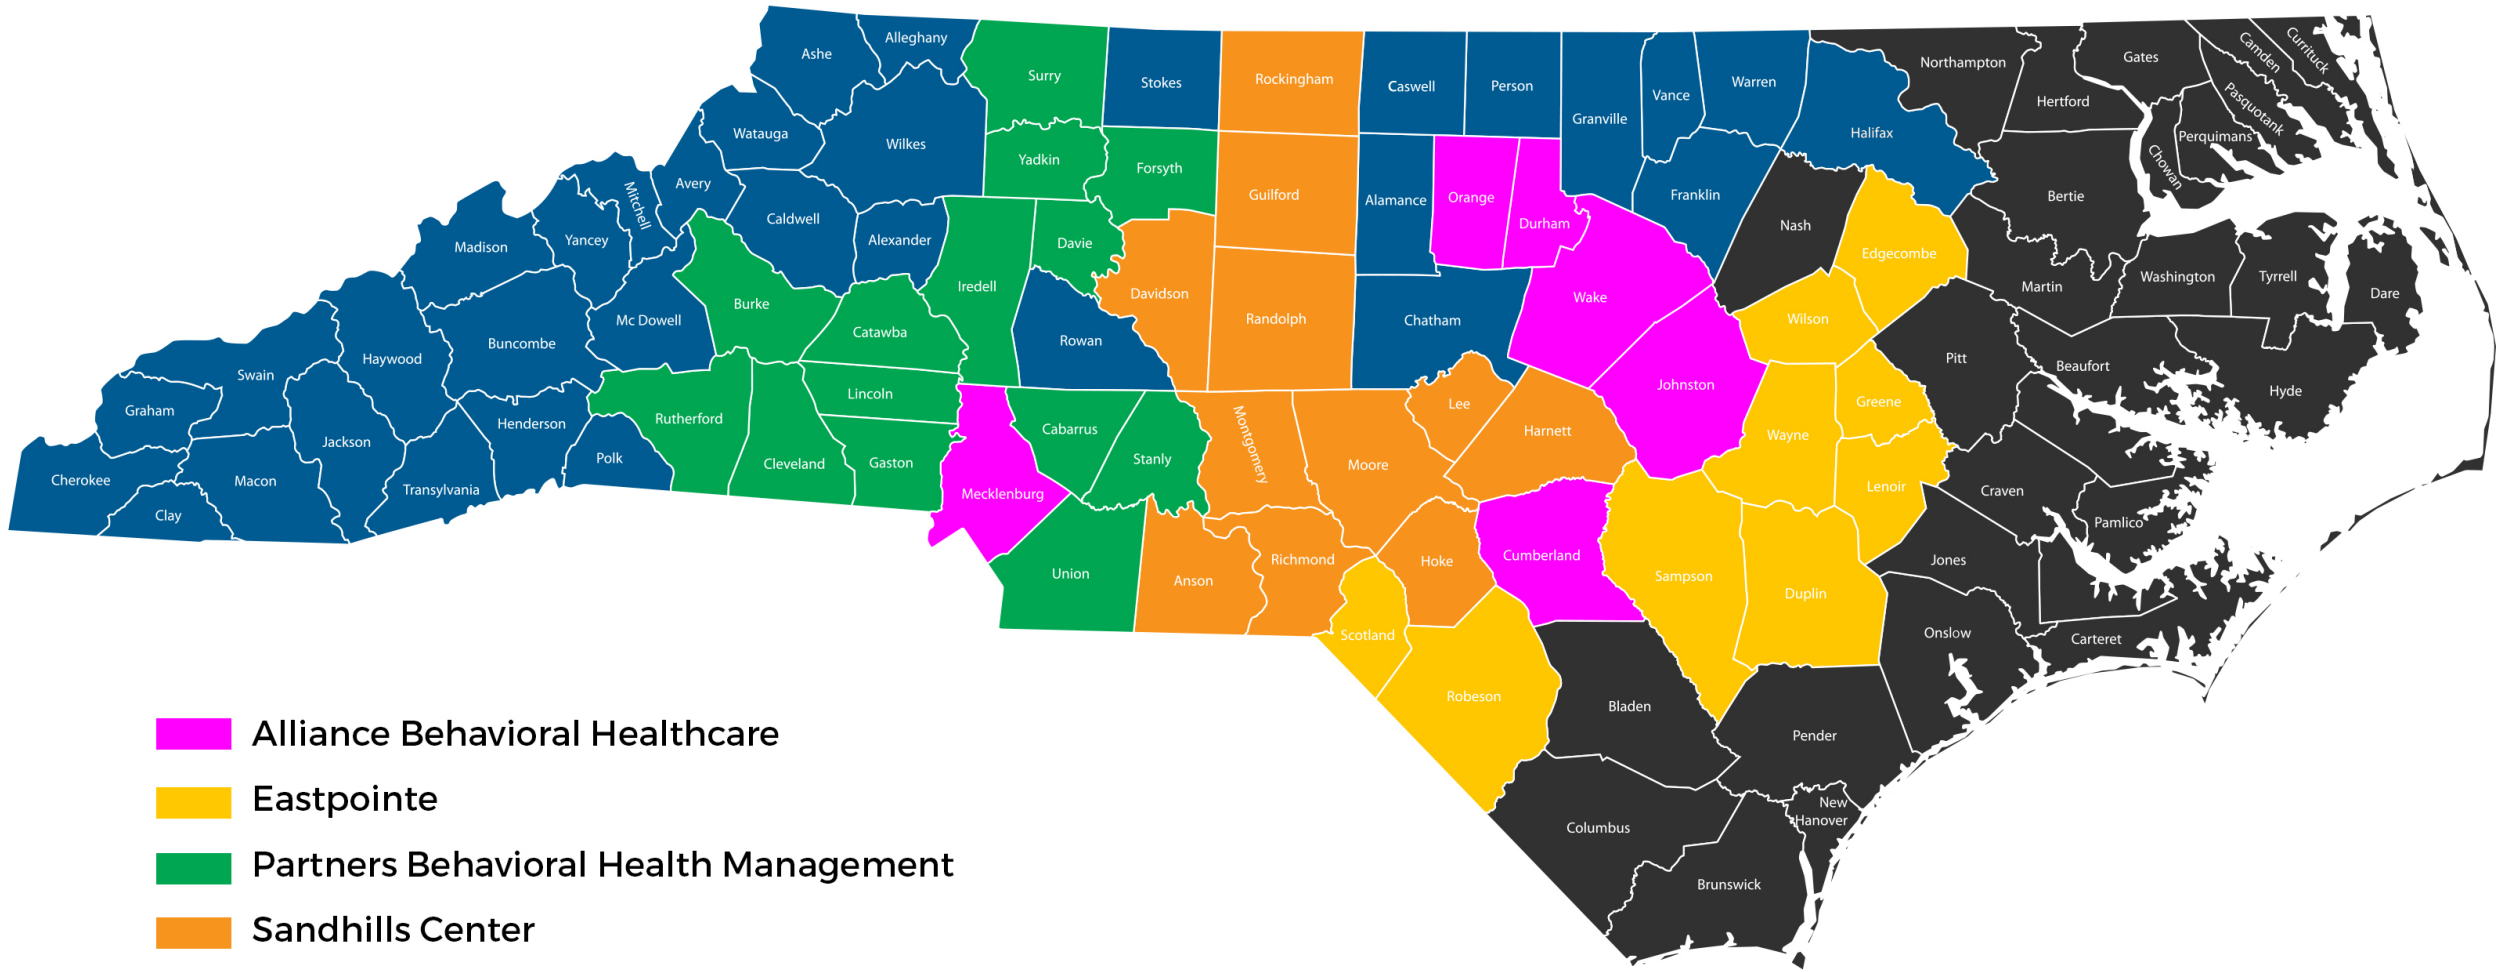 Ashe
Alleghany
Surry
Stokes
Rockingham
Caswell
Person
Granville
Vance
Warren
Halifax
Northampton
Gates
Camden
Currituck
Hertford
Pasquotank
Perquimans
Chowan
Bertie
Watauga
Wilkes
Yadkin
Forsyth
Guilford
Alamance
Orange
Durham
Franklin
Nash
Edgecombe
Martin
Washington
Tyrrell
Dare
Mitchell
Avery
Caldwell
Alexander
Davie
Iredell
Davidson
Randolph
Chatham
Wake
Wilson
Madison
Yancey
Burke
Catawba
Rowan
Mc Dowell
Buncombe
Haywood
Swain
Graham
Jackson
Henderson
Polk
Rutherford
Cleveland
Lincoln
Gaston
Cabarrus
Stanly
Montgomery
Moore
Lee
Harnett
Johnston
Greene
Pitt
Beaufort
Hyde
Cherokee
Clay
Macon
Transylvania
Mecklenburg
Union
Anson
Richmond
Hoke
Cumberland
Sampson
Wayne
Lenoir
Duplin
Craven
Pamlico
Jones
Onslow
Carteret
Scotland
Robeson
Bladen
Pender
New
Hanover
Columbus
Brunswick
Alliance Behavioral Healthcare
Eastpointe
Partners Behavioral Health Management
Sandhills Center